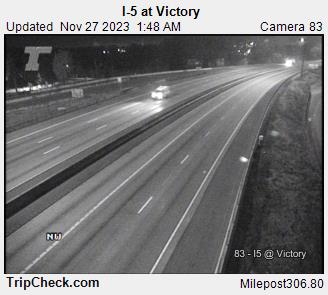 I-5 at Victory
Updated Nov 27 2023 1:48 AM Camera 83
T
NW
83 - I5 @ Victory
TripCheck.com Milepost306.80